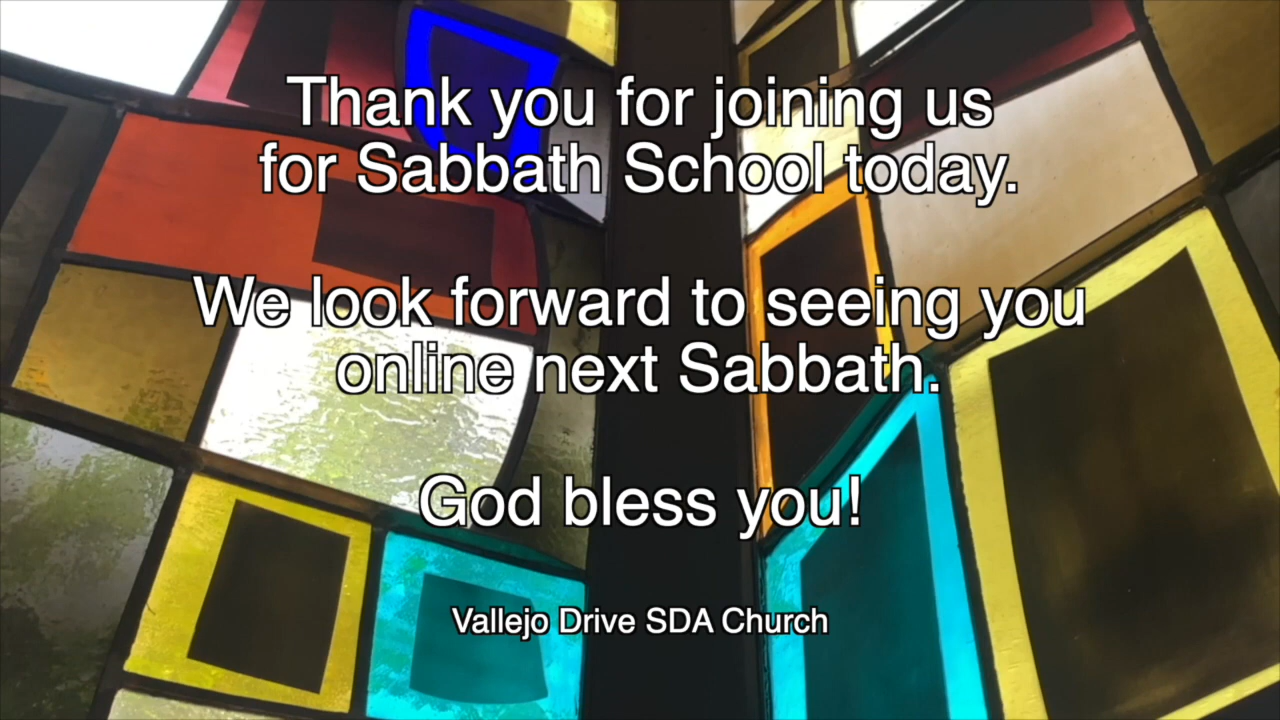 Thank you for joining us
for Sabbath School today.
We look forward to seeing you
online next Sabbath.
God bless you!
Vallejo Drive SDA Church